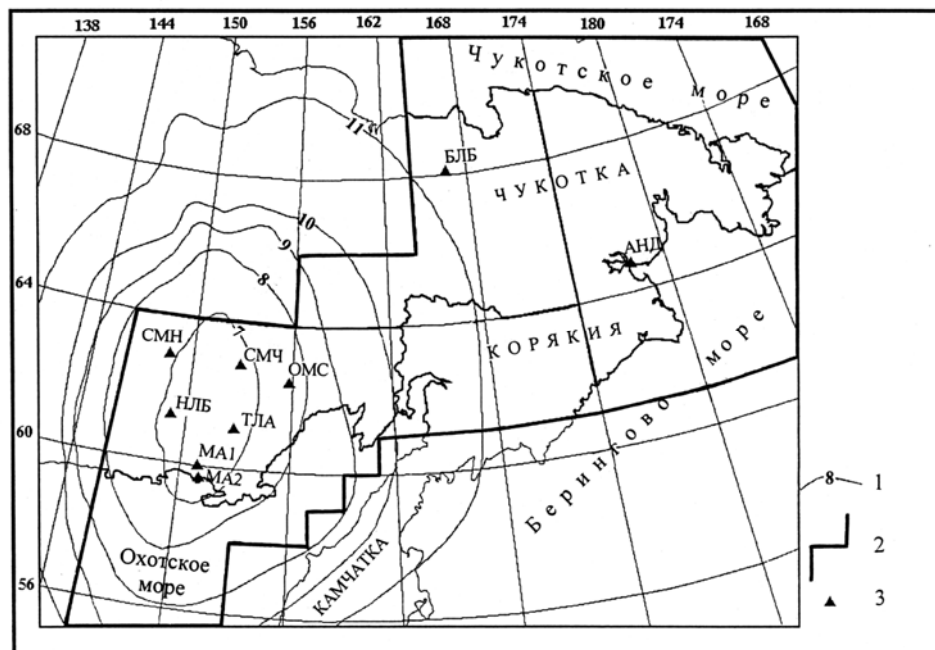 138 144 150 156 162 168 174 180 174 168
Чукотское море
11
68
БЛБ
ЧУКОТКА
10
9
АНД
8
64
7
СМН
СМЧ
КОРЯКИЯ
ОМС
НЛБ
ТЛА
60
МА1
МА2
Берингово море
8 1
2
Охотское
море
КАМЧАТКА
3
56